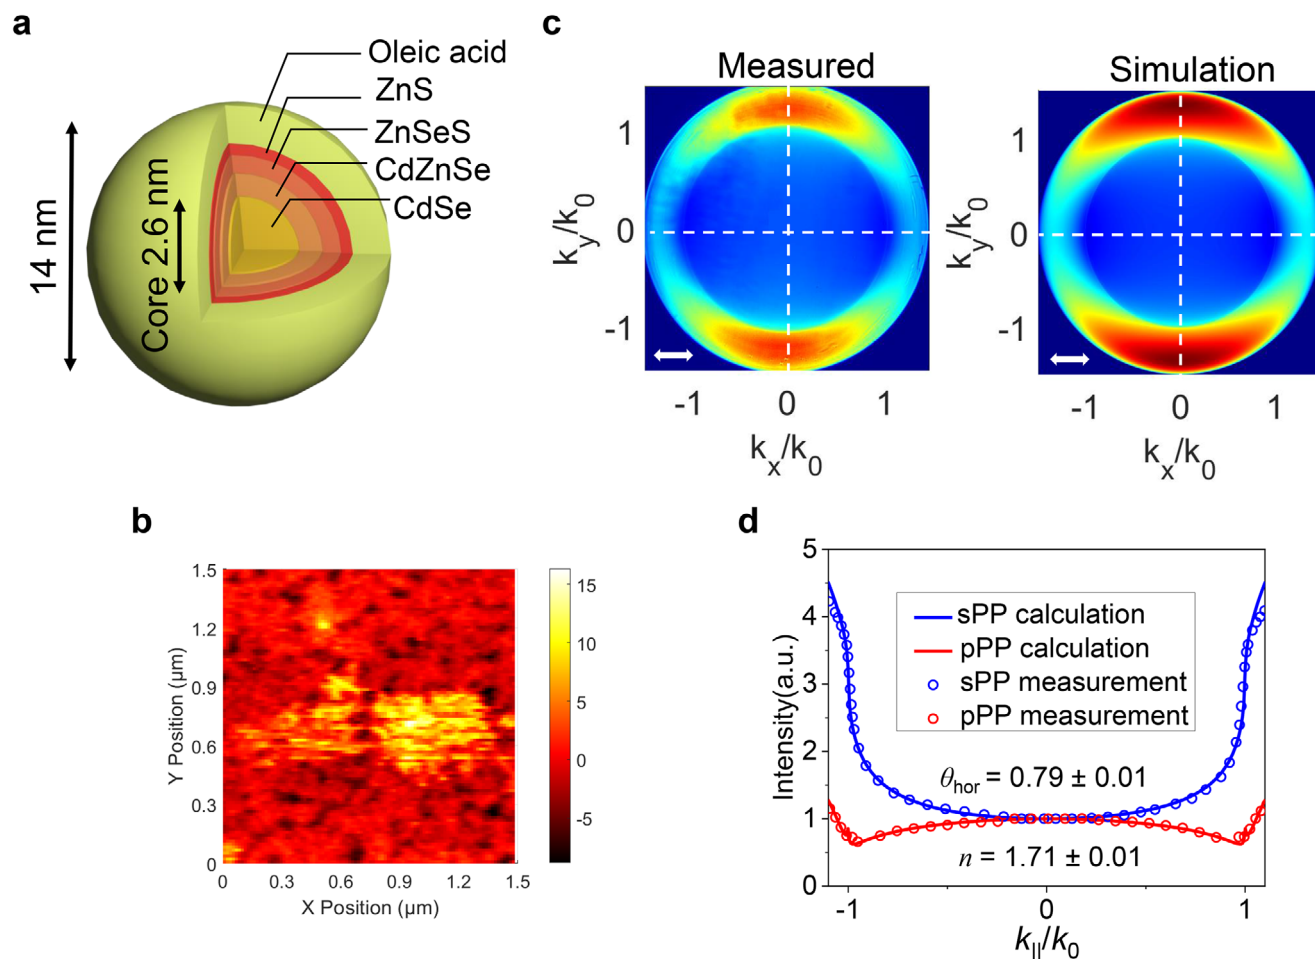 a
Oleic acid
ZnS
ZnSeS
CdZnSe
CdSe
14 nm
Core 2.6 nm
c
Measured
Simulation
k_y/k_0
1
0
-1
-1
0
1
k_x/k_0
k_y/k_0
1
0
-1
-1
0
1
k_x/k_0
b
Y Position (μm)
1.5
1.2
0.9
0.6
0.3
0
0
0.3
0.6
0.9
1.2
1.5
X Position (μm)
15
10
5
0
-5
d
Intensity(a.u.)
5
4
3
2
1
0
sPP calculation
pPP calculation
sPP measurement
pPP measurement
θ_hor = 0.79 ± 0.01
n = 1.71 ± 0.01
-1
0
1
k_||/k_0